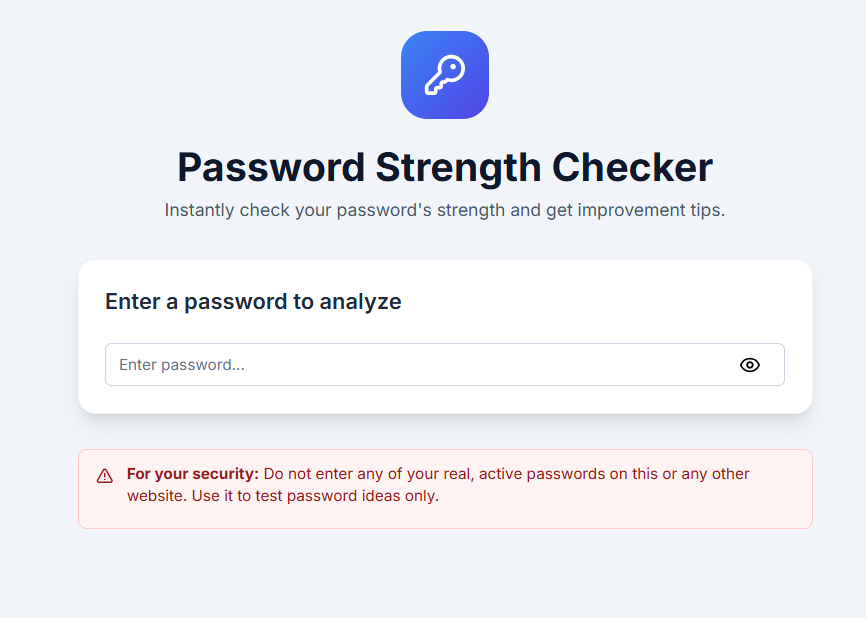 Password Strength Checker
Instantly check your password's strength and get improvement tips.
Enter a password to analyze
Enter password...
For your security: Do not enter any of your real, active passwords on this or any other
website. Use it to test password ideas only.